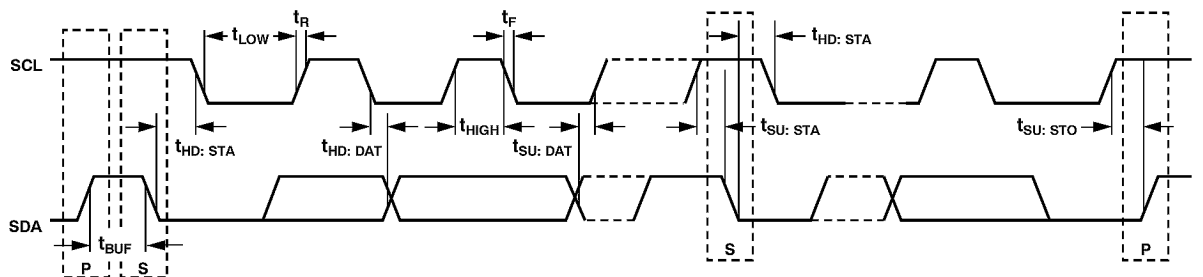 tR
tF
tLOW
tHD: STA
SCL
tHD: STA
tHD: DAT
tHIGH
tSU: DAT
tSU: STA
tSU: STO
SDA
tBUF
P
S
S
P